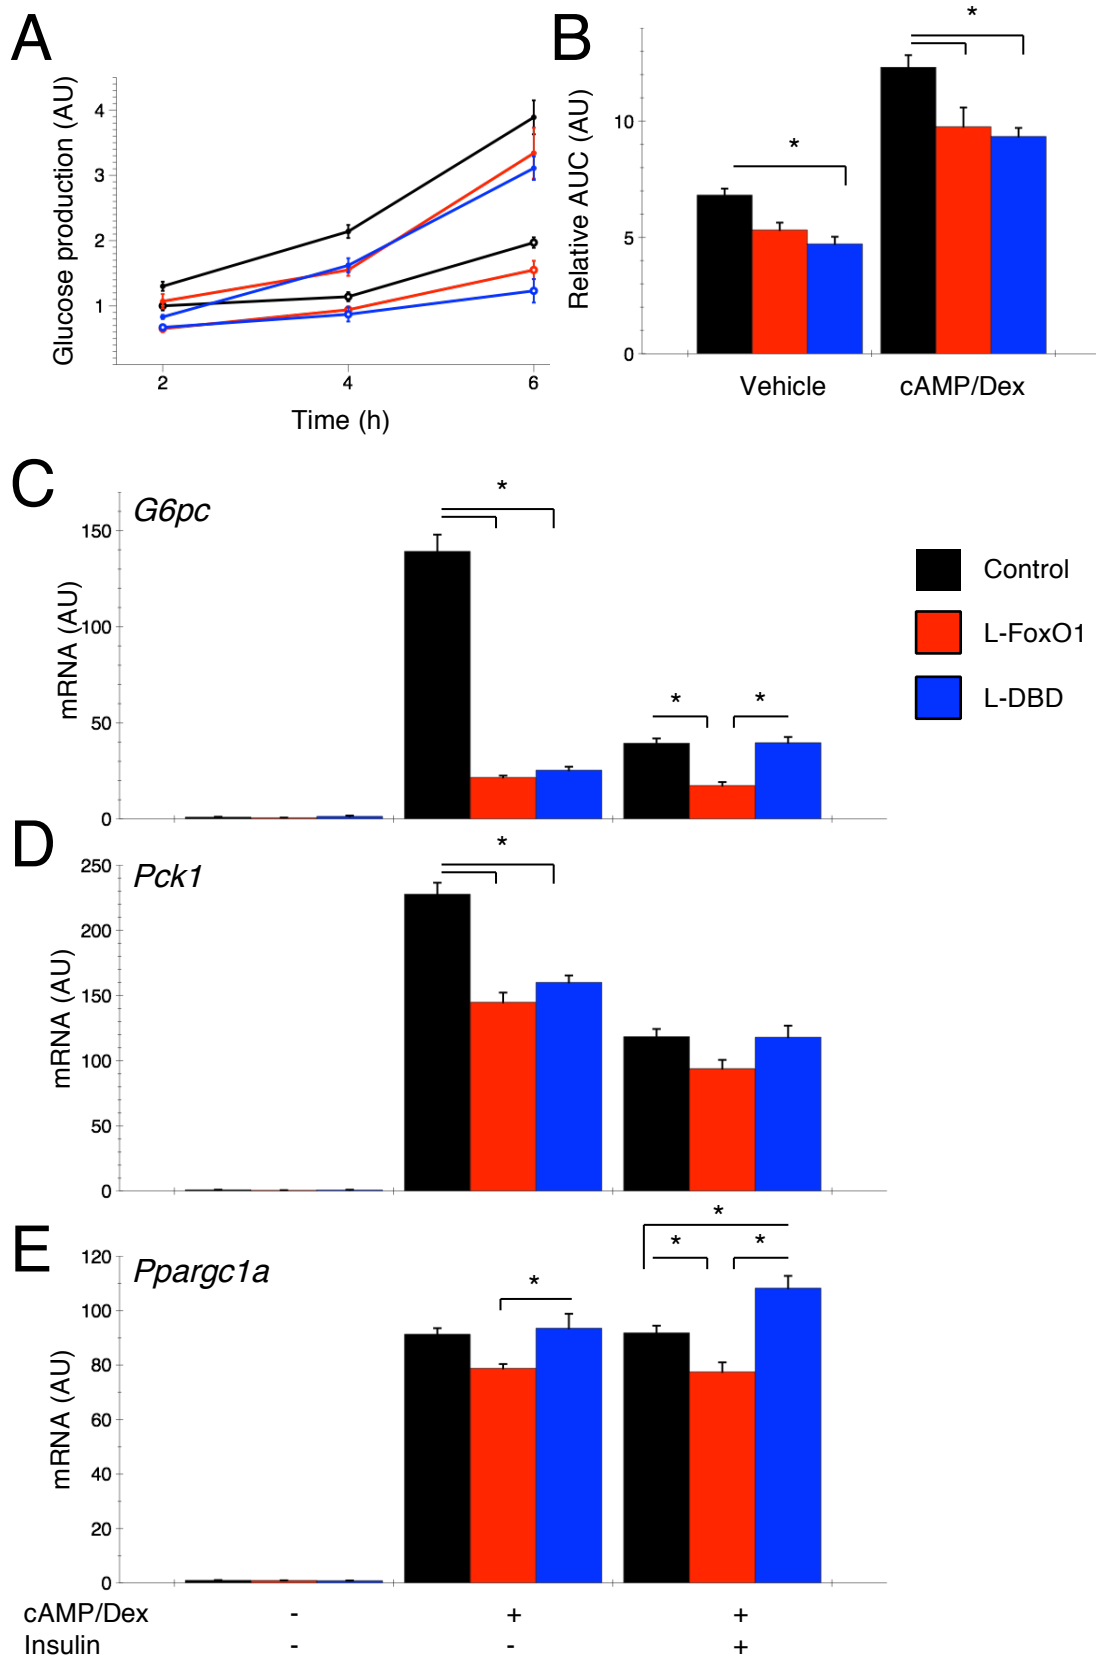 A
Glucose production (AU)
4
3
2
1
2 4 6
Time (h)
B
Relative AUC (AU)
10
5
0
*
*
Vehicle cAMP/Dex
C
G6pc
mRNA (AU)
150
100
50
0
*
* *
Control
L-FoxO1
L-DBD
D
Pck1
mRNA (AU)
250
200
150
100
50
0
*
E
Ppargc1a
mRNA (AU)
120
100
80
60
40
20
0
*
*
* *
cAMP/Dex - + +
Insulin - - +